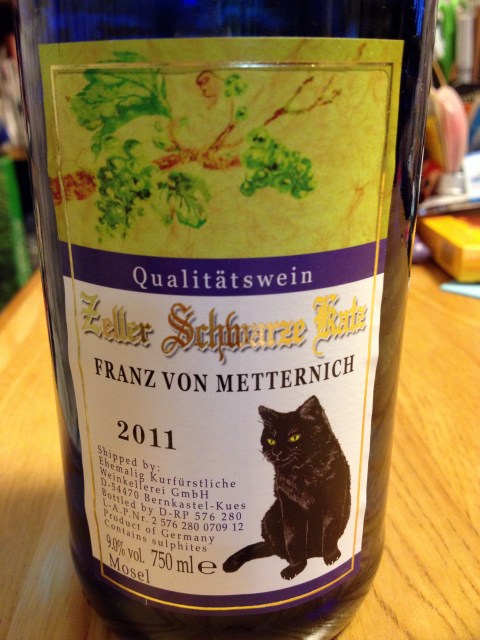 Qualitätswein
Zeller Schwarze Katz
FRANZ VON METTERNICH
2011
Shipped by:
Ehemalig Kurfürstliche
Weinkellerei GmbH
D-54470 Bernkastel-Kues
Bottled by D-RP 576 280
L-A.P.Nr. 2 576 280 0709 12
Product of Germany
Contains sulphites
9,0% vol. 750 ml e
Mosel